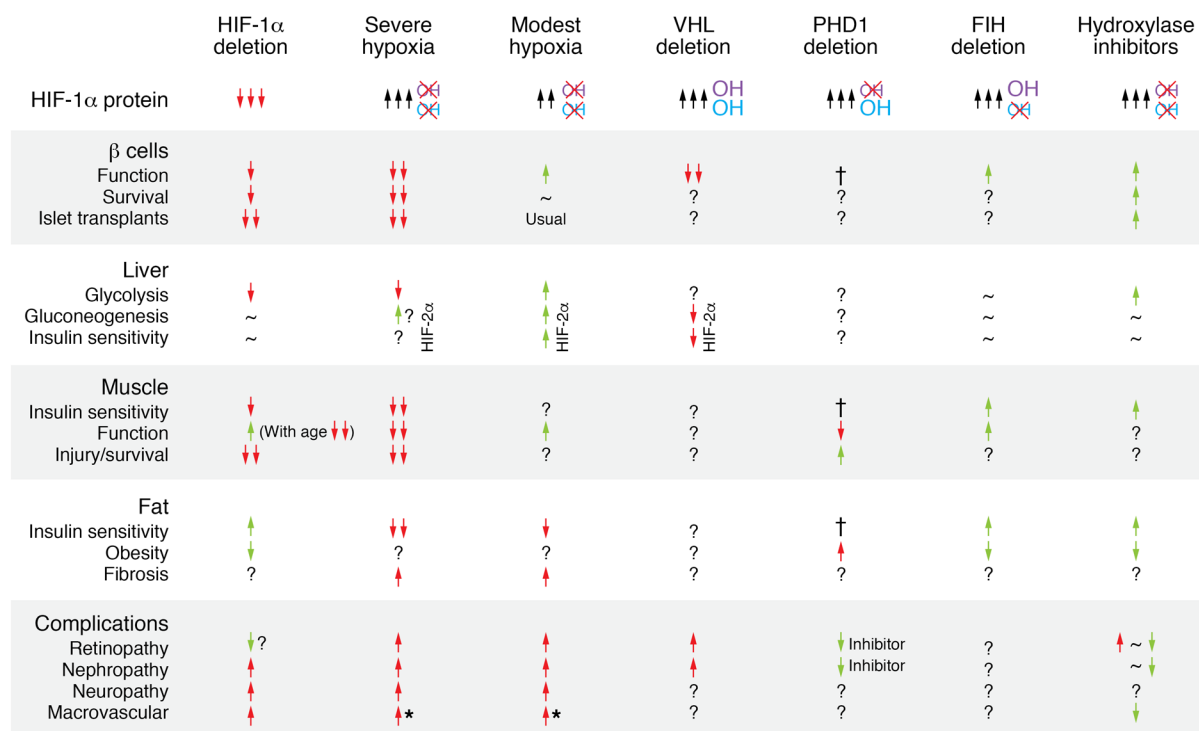 HIF-1α deletion Severe hypoxia Modest hypoxia VHL deletion PHD1 deletion FIH deletion Hydroxylase inhibitors
HIF-1α protein ↓↓↓ ↑↑↑ OH OH ↑↑ OH OH ↑↑↑ OH OH ↑↑↑ OH OH ↑↑↑ OH OH ↑↑↑ OH OH
β cells
Function ↓ ↓↓ ↑ ↓↓ † ↑ ↑
Survival ↓ ↓↓ ~ ? ? ? ↑
Islet transplants ↓↓ ↓↓ Usual ? ? ? ↑
Liver
Glycolysis ↓ ↓ ↑ ? ? ~ ↑
Gluconeogenesis ~ ↑? HIF-2α ↑ HIF-2α ↓ HIF-2α ? ~ ~
Insulin sensitivity ~ ? ↑ ↓ ? ~ ~
Muscle
Insulin sensitivity ↓ ↓↓ ? ? † ↑ ↑
Function ↑ (With age ↓↓) ↓↓ ↑ ? ↓ ↑ ?
Injury/survival ↓↓ ↓↓ ? ? ↑ ? ?
Fat
Insulin sensitivity ↑ ↓↓ ↓ ? † ↑ ↑
Obesity ↓ ? ? ? ↑ ↓ ↓
Fibrosis ? ↑ ↑ ? ? ? ?
Complications
Retinopathy ↓? ↑ ↑ ↑ ↓ Inhibitor ? ↑ ~ ↓
Nephropathy ↑ ↑ ↑ ↑ ↓ Inhibitor ? ~ ↓
Neuropathy ↑ ↑ ↑ ? ? ? ?
Macrovascular ↑ ↑* ↑* ? ? ? ↓